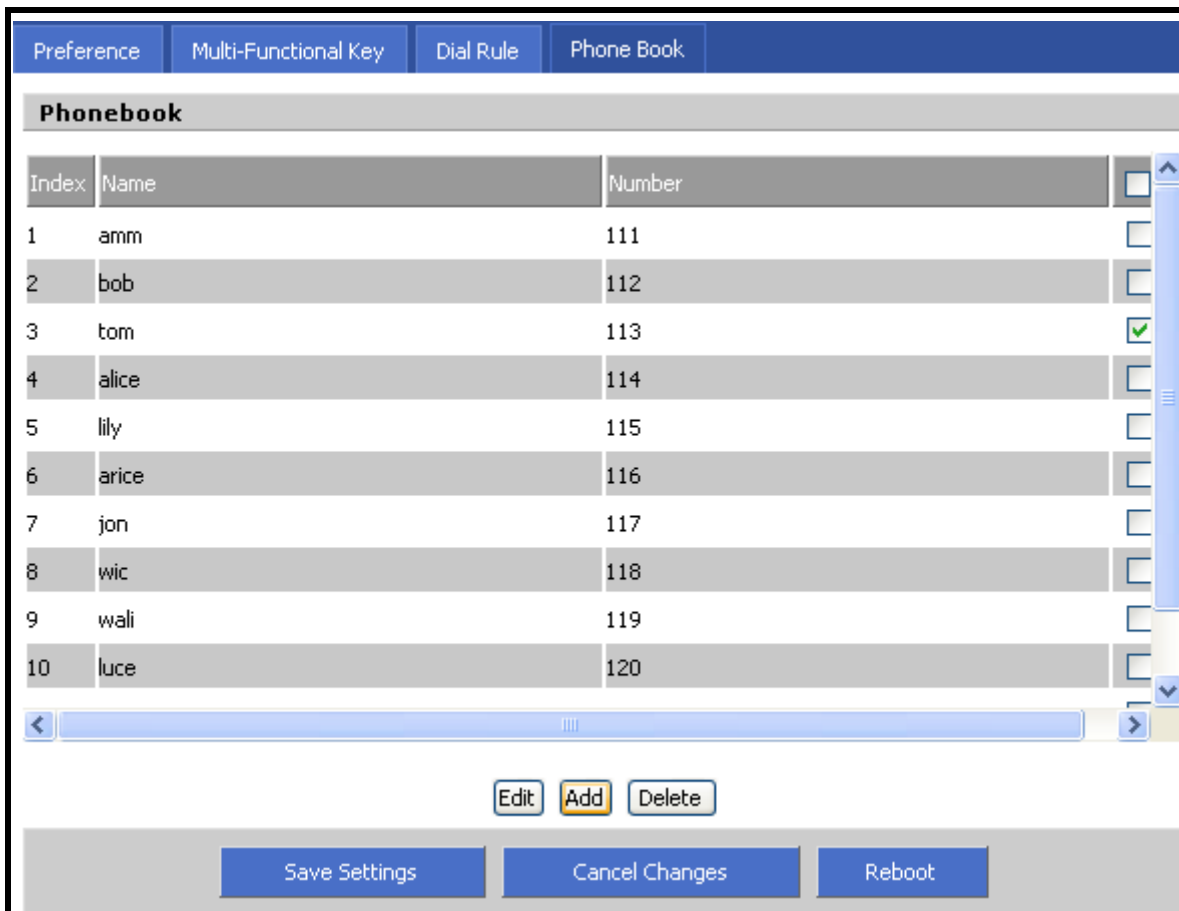 Preference Multi-Functional Key Dial Rule Phone Book
Phonebook
Index Name Number
1 amm 111
2 bob 112
3 tom 113
4 alice 114
5 lily 115
6 arice 116
7 jon 117
8 wic 118
9 wali 119
10 luce 120
Edit Add Delete
Save Settings Cancel Changes Reboot